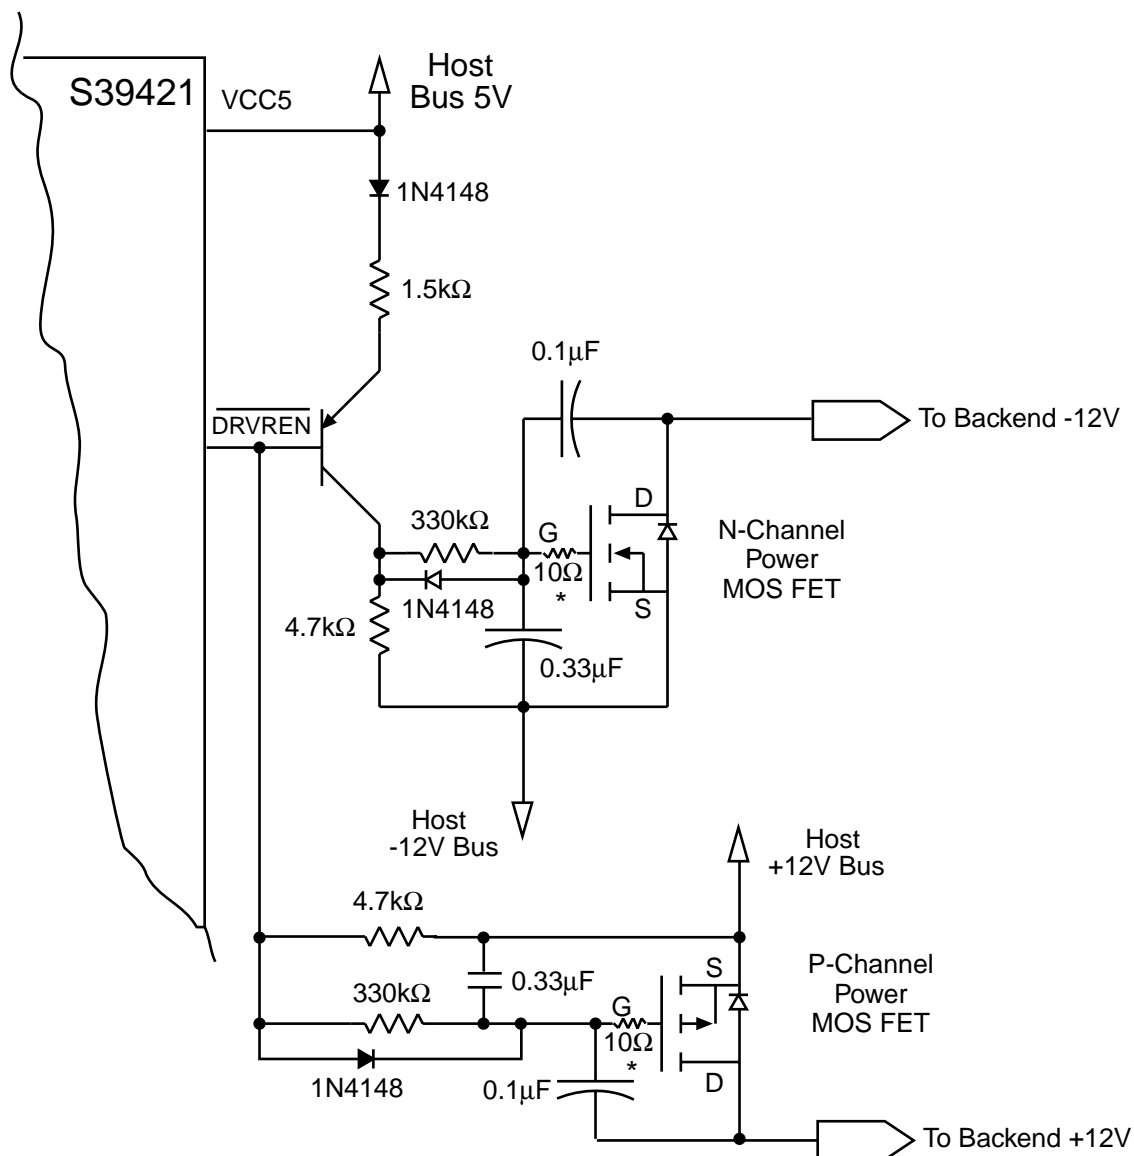 S39421
VCC5
Host
Bus 5V
1N4148
1.5kΩ
0.1μF
DRVREN
To Backend -12V
330kΩ
G
D
10Ω
*
S
N-Channel
Power
MOS FET
1N4148
4.7kΩ
0.33μF
Host
-12V Bus
Host
+12V Bus
4.7kΩ
0.33μF
330kΩ
S
G
10Ω
*
D
P-Channel
Power
MOS FET
1N4148
0.1μF
To Backend +12V